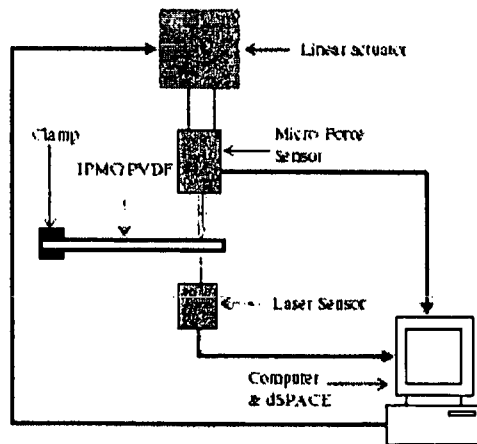 Linear actuator
Clamp
Micro Force
Sensor
IPMC/PVDF
Laser Sensor
Computer
& dSPACE